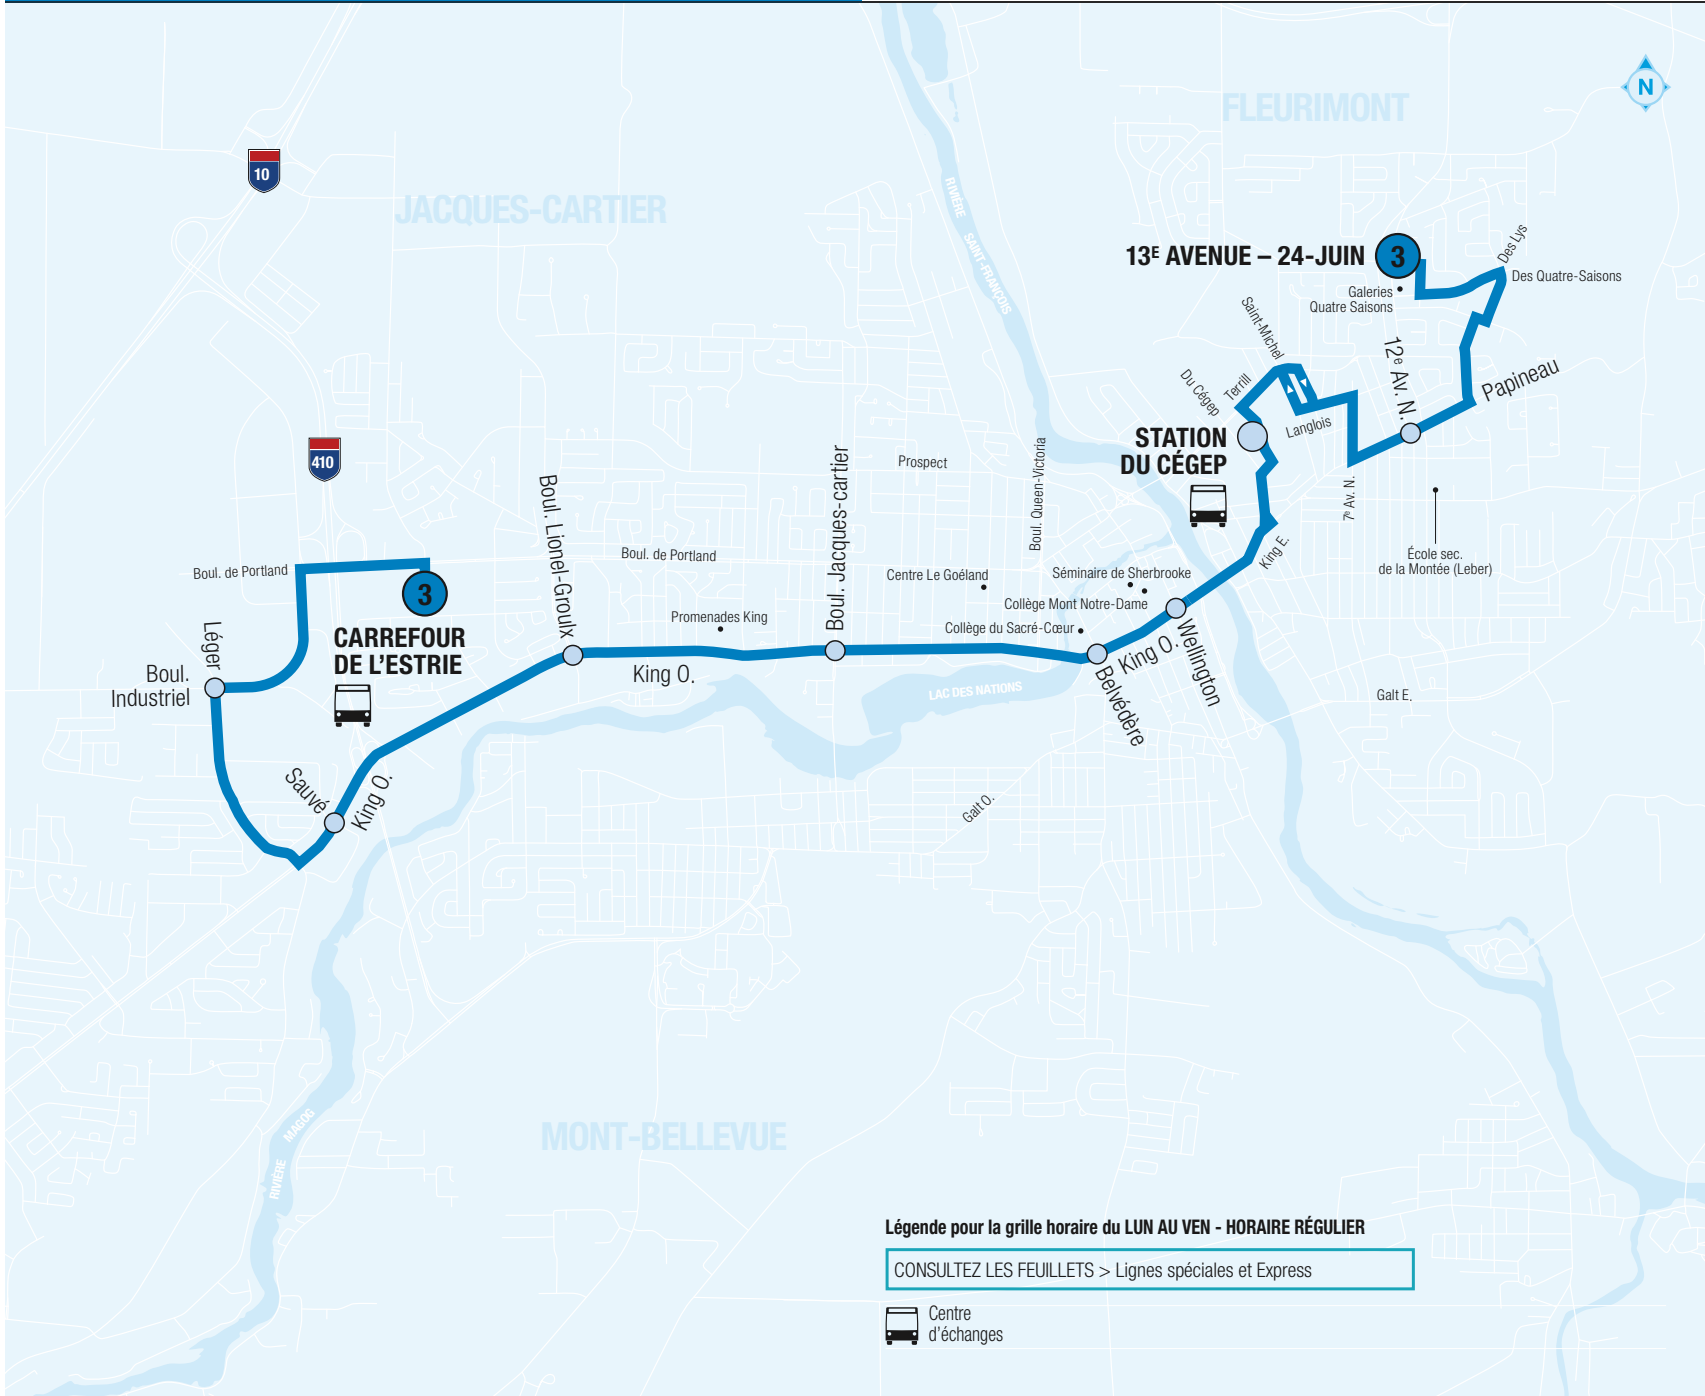 N
FLEURIMONT
10
JACQUES-CARTIER
RIVIÈRE SAINT-FRANÇOIS
13E AVENUE – 24-JUIN
3
Des Lys
Des Quatre-Saisons
Galeries
Quatre Saisons
Saint-Michel
12e Av. N.
Papineau
Du Cégep
Terrill
Langlois
STATION
DU CÉGEP
7e Av. N.
King E.
École sec.
de la Montée (Leber)
410
Boul. Lionel-Groulx
Boul. Jacques-cartier
Prospect
Boul. Queen-Victoria
Boul. de Portland
Boul. de Portland
3
CARREFOUR
DE L'ESTRIE
Centre Le Goéland
Séminaire de Sherbrooke
Collège Mont Notre-Dame
Collège du Sacré-Cœur
Promenades King
Léger
Boul.
Industriel
King O.
King O.
Wellington
Belvédère
LAC DES NATIONS
Galt E.
Sauvé
King O.
Galt O.
RIVIÈRE MAGOG
MONT-BELLEVUE
Légende pour la grille horaire du LUN AU VEN - HORAIRE RÉGULIER
CONSULTEZ LES FEUILLETS > Lignes spéciales et Express
Centre
d'échanges